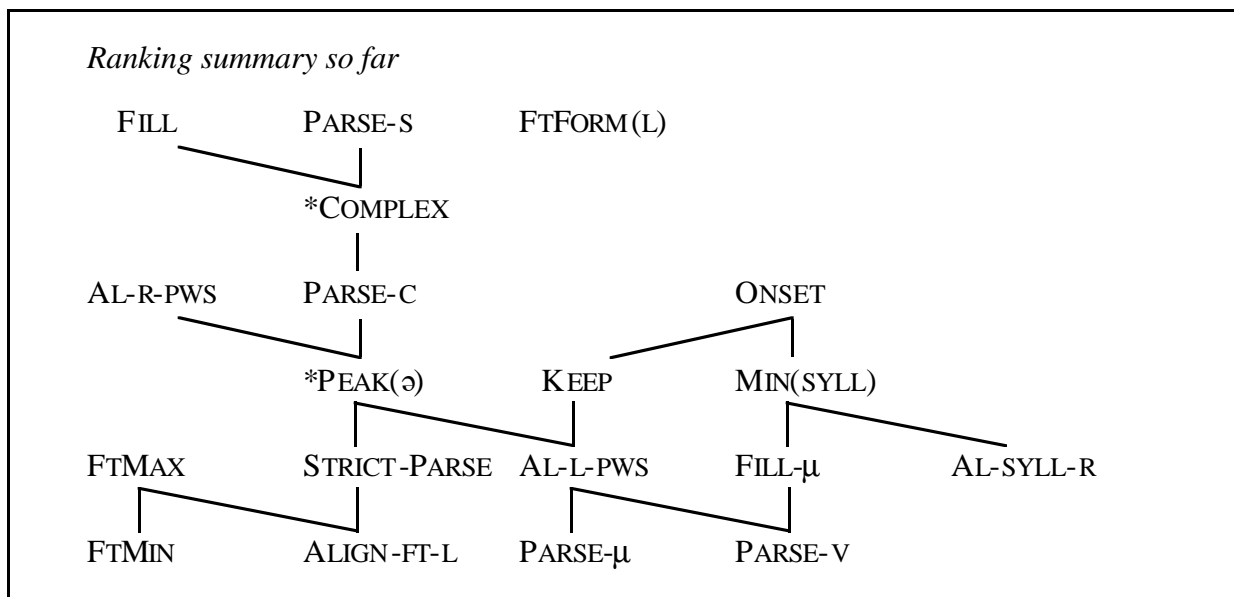 Ranking summary so far
FILL PARSE-S FTFORM(L)
*COMPLEX
AL-R-PWS PARSE-C ONSET
*PEAK(ə) KEEP MIN(SYLL)
FTMAX STRICT-PARSE AL-L-PWS FILL-μ AL-SYLL-R
FTMIN ALIGN-FT-L PARSE-μ PARSE-V